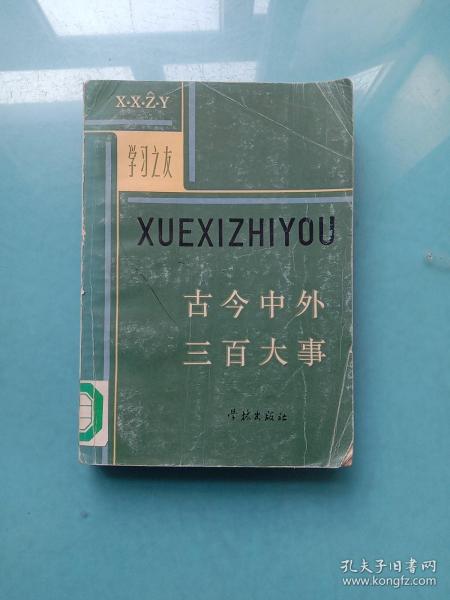 X·X·Ẑ·Y
学习之友
XUEXIZHIYOU
古今中外
三百大事
学林出版社
孔夫子旧书网
www.kongfz.com